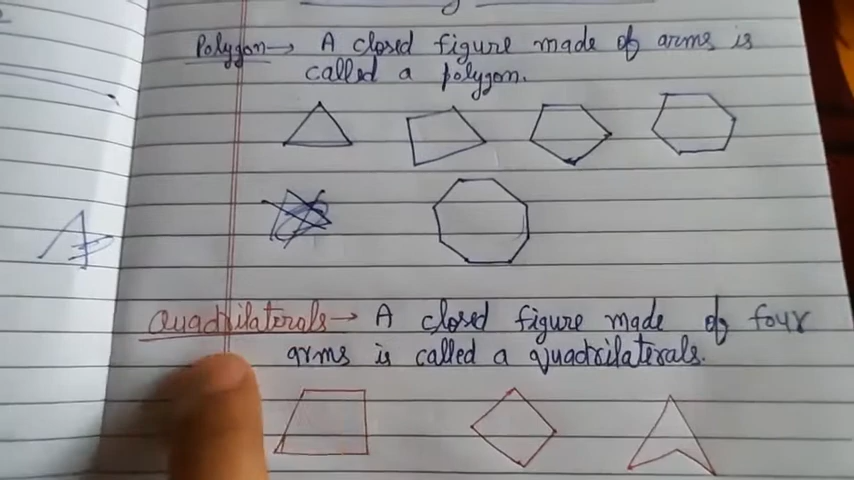 Polygon → A closed figure made of arms is
called a polygon.
Quadrilaterals → A closed figure made of four
arms is called a quadrilaterals.